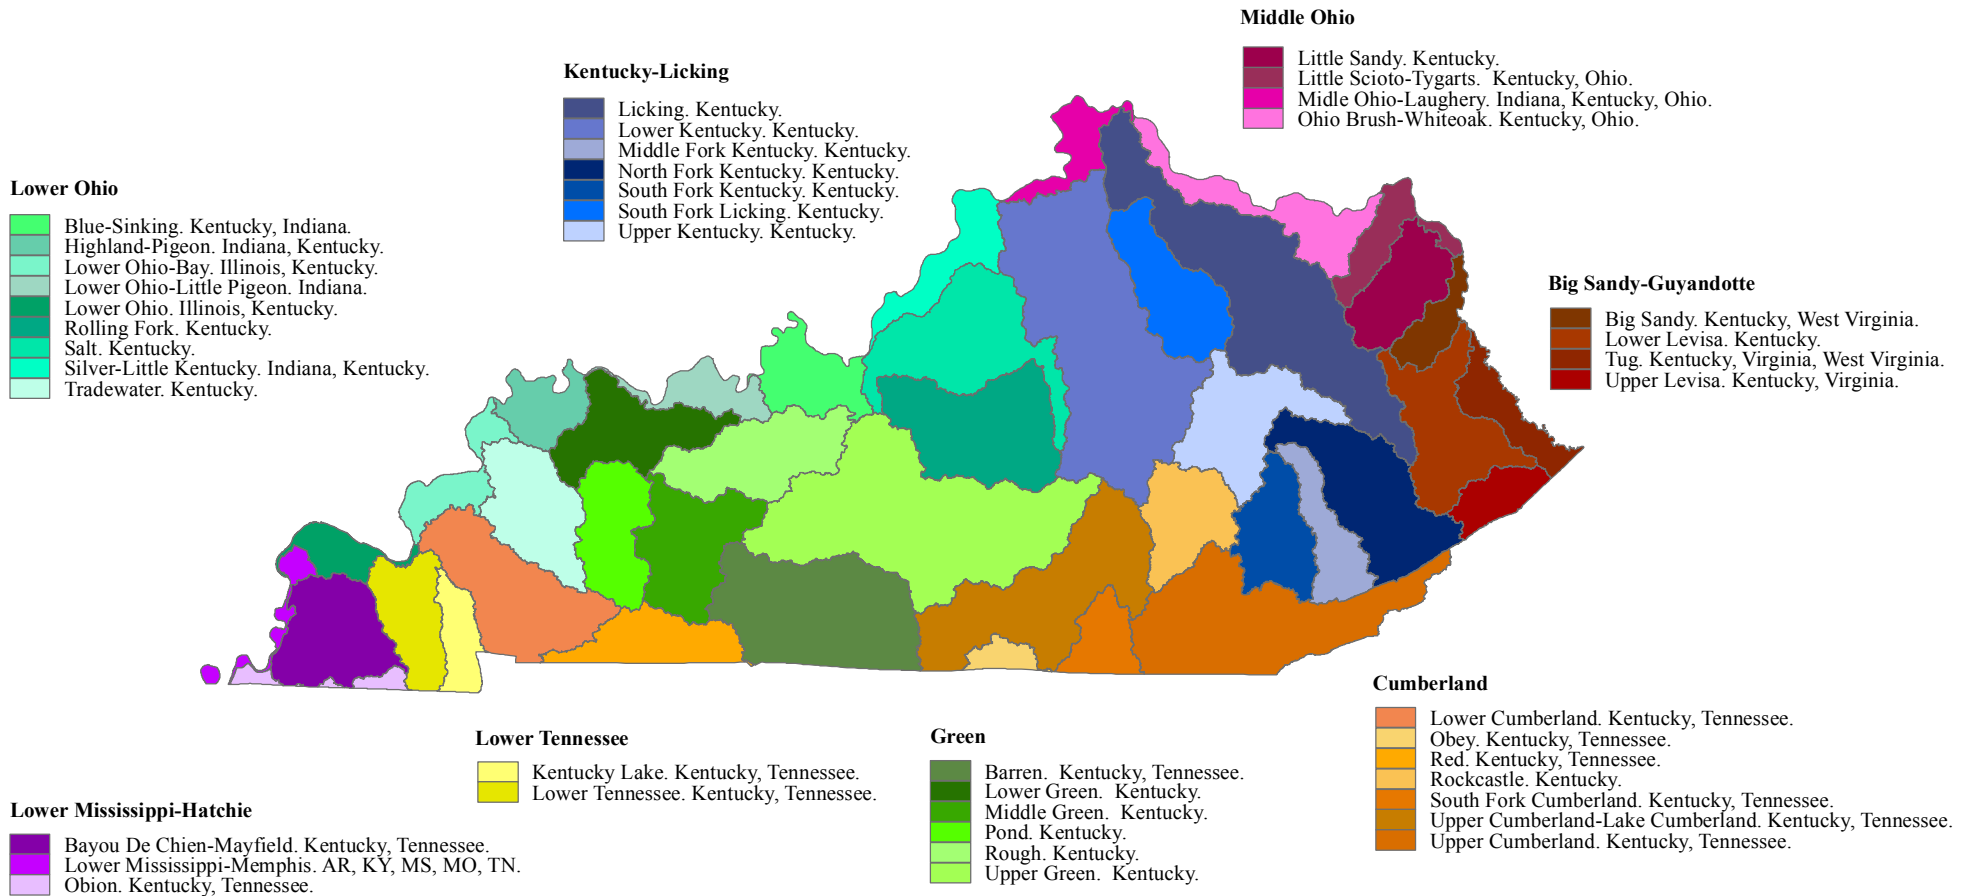 Middle Ohio
Little Sandy. Kentucky.
Little Scioto-Tygarts.  Kentucky, Ohio.
Midle Ohio-Laughery. Indiana, Kentucky, Ohio.
Ohio Brush-Whiteoak. Kentucky, Ohio.
Kentucky-Licking
Licking. Kentucky.
Lower Kentucky. Kentucky.
Middle Fork Kentucky. Kentucky.
North Fork Kentucky. Kentucky.
South Fork Kentucky. Kentucky.
South Fork Licking. Kentucky.
Upper Kentucky. Kentucky.
Lower Ohio
Blue-Sinking. Kentucky, Indiana.
Highland-Pigeon. Indiana, Kentucky.
Lower Ohio-Bay. Illinois, Kentucky.
Lower Ohio-Little Pigeon. Indiana.
Lower Ohio. Illinois, Kentucky.
Rolling Fork. Kentucky.
Salt. Kentucky.
Silver-Little Kentucky. Indiana, Kentucky.
Tradewater. Kentucky.
Big Sandy-Guyandotte
Big Sandy. Kentucky, West Virginia.
Lower Levisa. Kentucky.
Tug. Kentucky, Virginia, West Virginia.
Upper Levisa. Kentucky, Virginia.
Cumberland
Lower Cumberland. Kentucky, Tennessee.
Obey. Kentucky, Tennessee.
Red. Kentucky, Tennessee.
Rockcastle. Kentucky.
South Fork Cumberland. Kentucky, Tennessee.
Upper Cumberland-Lake Cumberland. Kentucky, Tennessee.
Upper Cumberland. Kentucky, Tennessee.
Lower Tennessee
Kentucky Lake. Kentucky, Tennessee.
Lower Tennessee. Kentucky, Tennessee.
Green
Barren.  Kentucky, Tennessee.
Lower Green.  Kentucky.
Middle Green.  Kentucky.
Pond. Kentucky.
Rough. Kentucky.
Upper Green.  Kentucky.
Lower Mississippi-Hatchie
Bayou De Chien-Mayfield. Kentucky, Tennessee.
Lower Mississippi-Memphis. AR, KY, MS, MO, TN.
Obion. Kentucky, Tennessee.